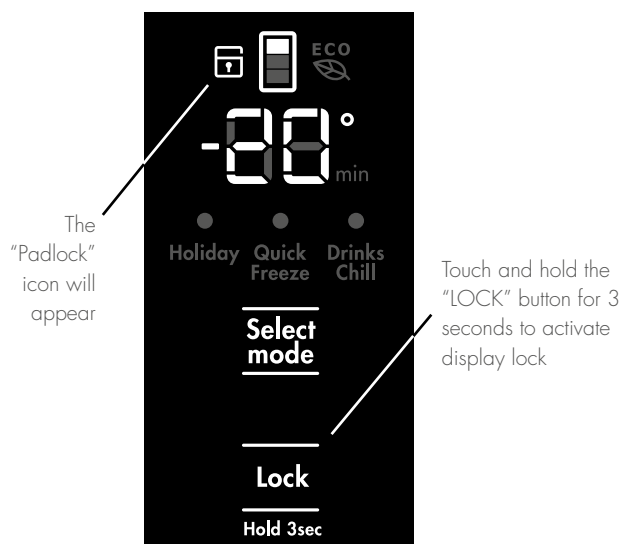 ECO
-20°
min
Holiday
Quick
Freeze
Drinks
Chill
Select
mode
Lock
Hold 3sec
The
“Padlock”
icon will
appear
Touch and hold the
“LOCK” button for 3
seconds to activate
display lock